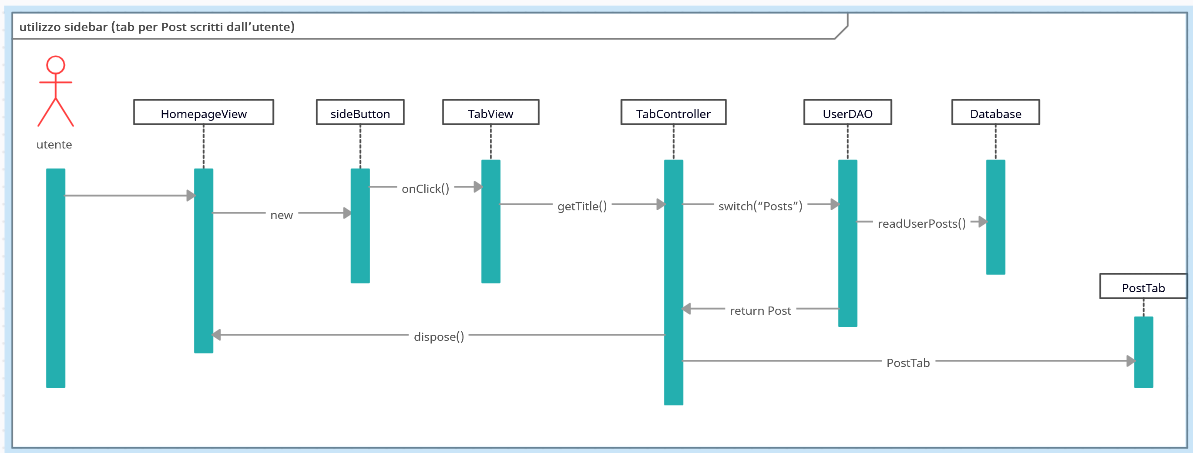 utilizzo sidebar (tab per Post scritti dall’utente)
utente
HomepageView
sideButton
TabView
TabController
UserDAO
Database
onClick()
new
getTitle()
switch(“Posts”)
readUserPosts()
PostTab
return Post
dispose()
PostTab